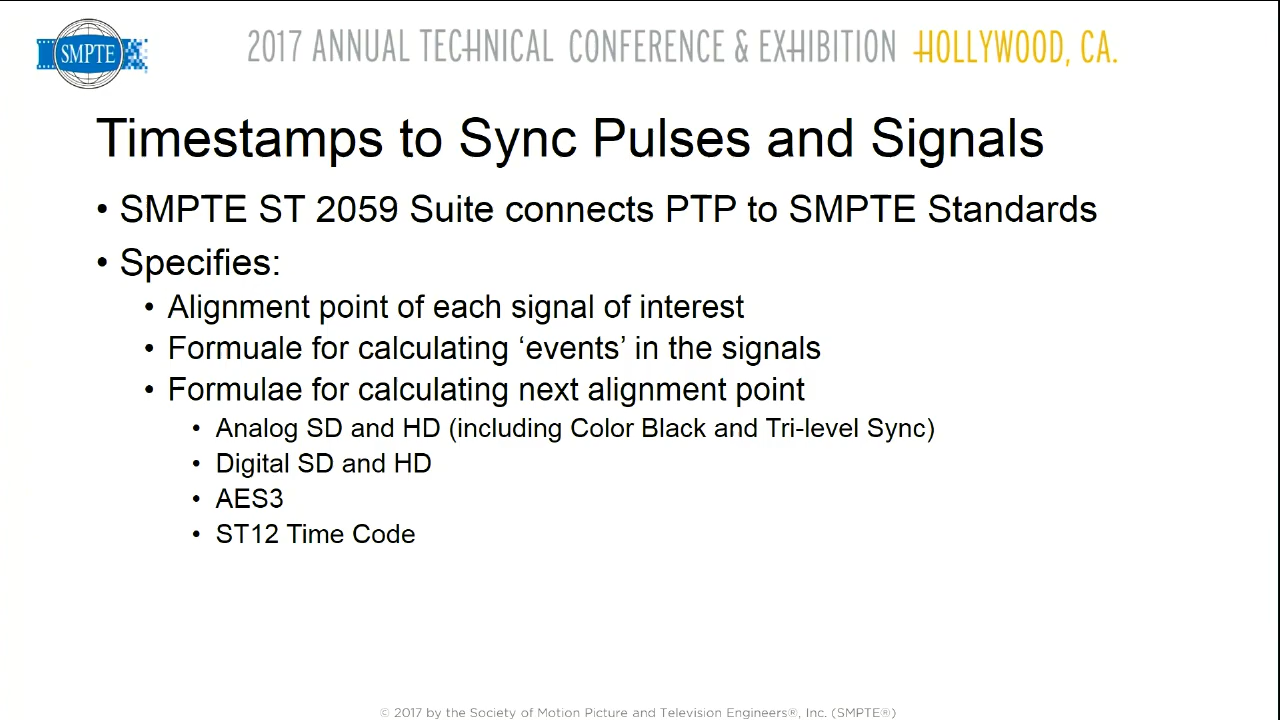 SMPTE
2017 ANNUAL TECHNICAL CONFERENCE & EXHIBITION HOLLYWOOD, CA.
Timestamps to Sync Pulses and Signals
• SMPTE ST 2059 Suite connects PTP to SMPTE Standards
• Specifies:
• Alignment point of each signal of interest
• Formuale for calculating ‘events’ in the signals
• Formulae for calculating next alignment point
• Analog SD and HD (including Color Black and Tri-level Sync)
• Digital SD and HD
• AES3
• ST12 Time Code
© 2017 by the Society of Motion Picture and Television Engineers®, Inc. (SMPTE®)